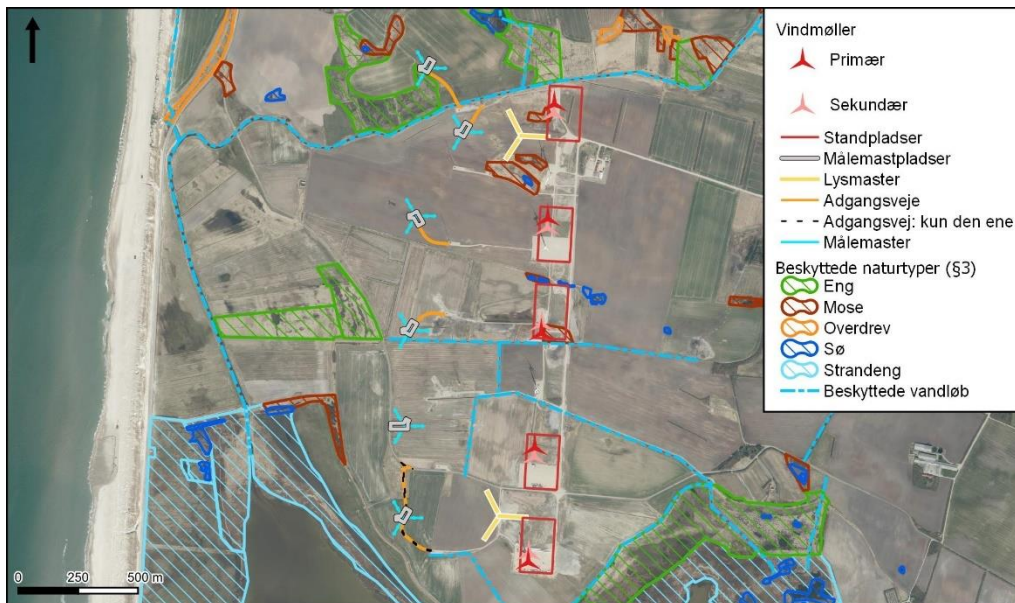 Vindmøller
Primær
Sekundær
Standpladser
Målemastpladser
Lysmaster
Adgangsveje
Adgangsvej: kun den ene
Målemaster
Beskyttede naturtyper (§3)
Eng
Mose
Overdrev
Sø
Strandeng
Beskyttede vandløb
0 250 500 m